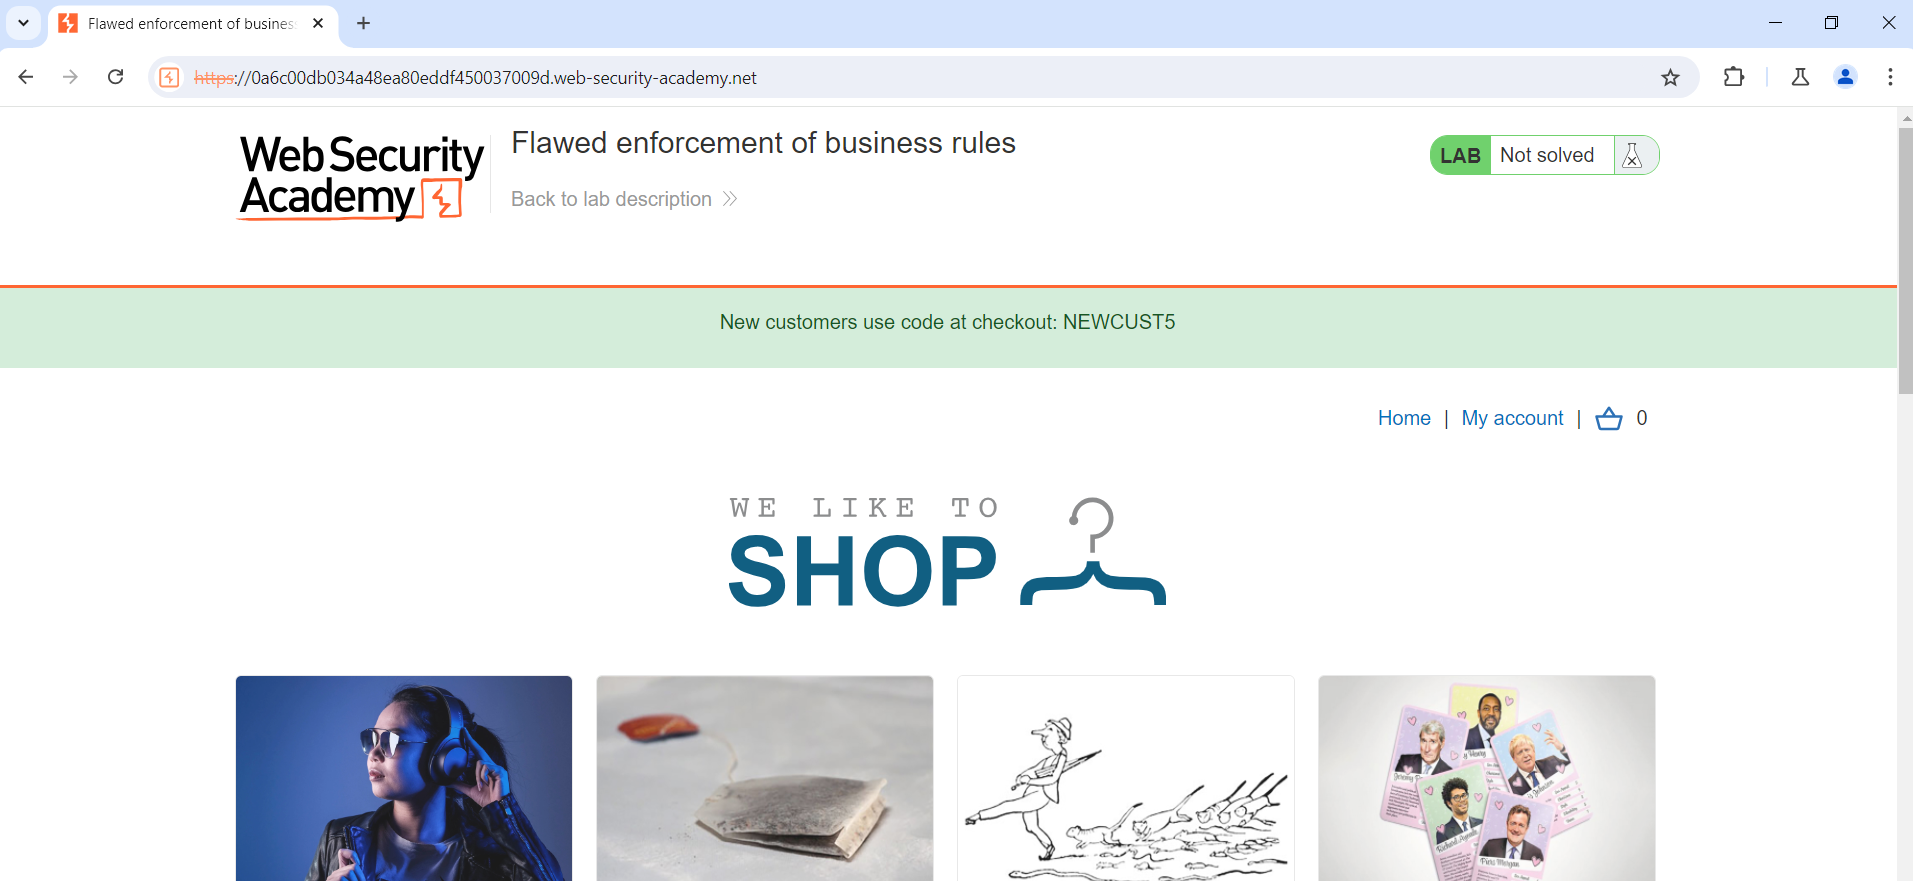 Flawed enforcement of busines
https://0a6c00db034a48ea80eddf450037009d.web-security-academy.net
Web Security
Academy
Flawed enforcement of business rules
Back to lab description
LAB Not solved
New customers use code at checkout: NEWCUST5
Home | My account | 0
WE LIKE TO
SHOP
Piers Morgan